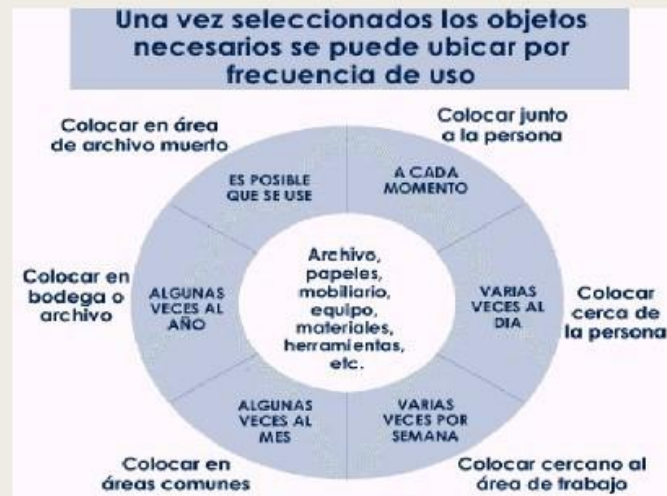 Una vez seleccionados los objetos
necesarios se puede ubicar por
frecuencia de uso
Colocar junto
a la persona
A CADA
MOMENTO
Colocar cerca de
la persona
VARIAS
VECES AL
DIA
Colocar cercano al
área de trabajo
VARIAS
VECES POR
SEMANA
Colocar en
áreas comunes
ALGUNAS
VECES AL
MES
Colocar en
bodega o
archivo
ALGUNAS
VECES AL
AÑO
Colocar en área
de archivo muerto
ES POSIBLE
QUE SE USE
Archivo,
papeles,
mobiliario,
equipo,
materiales,
herramientas,
etc.